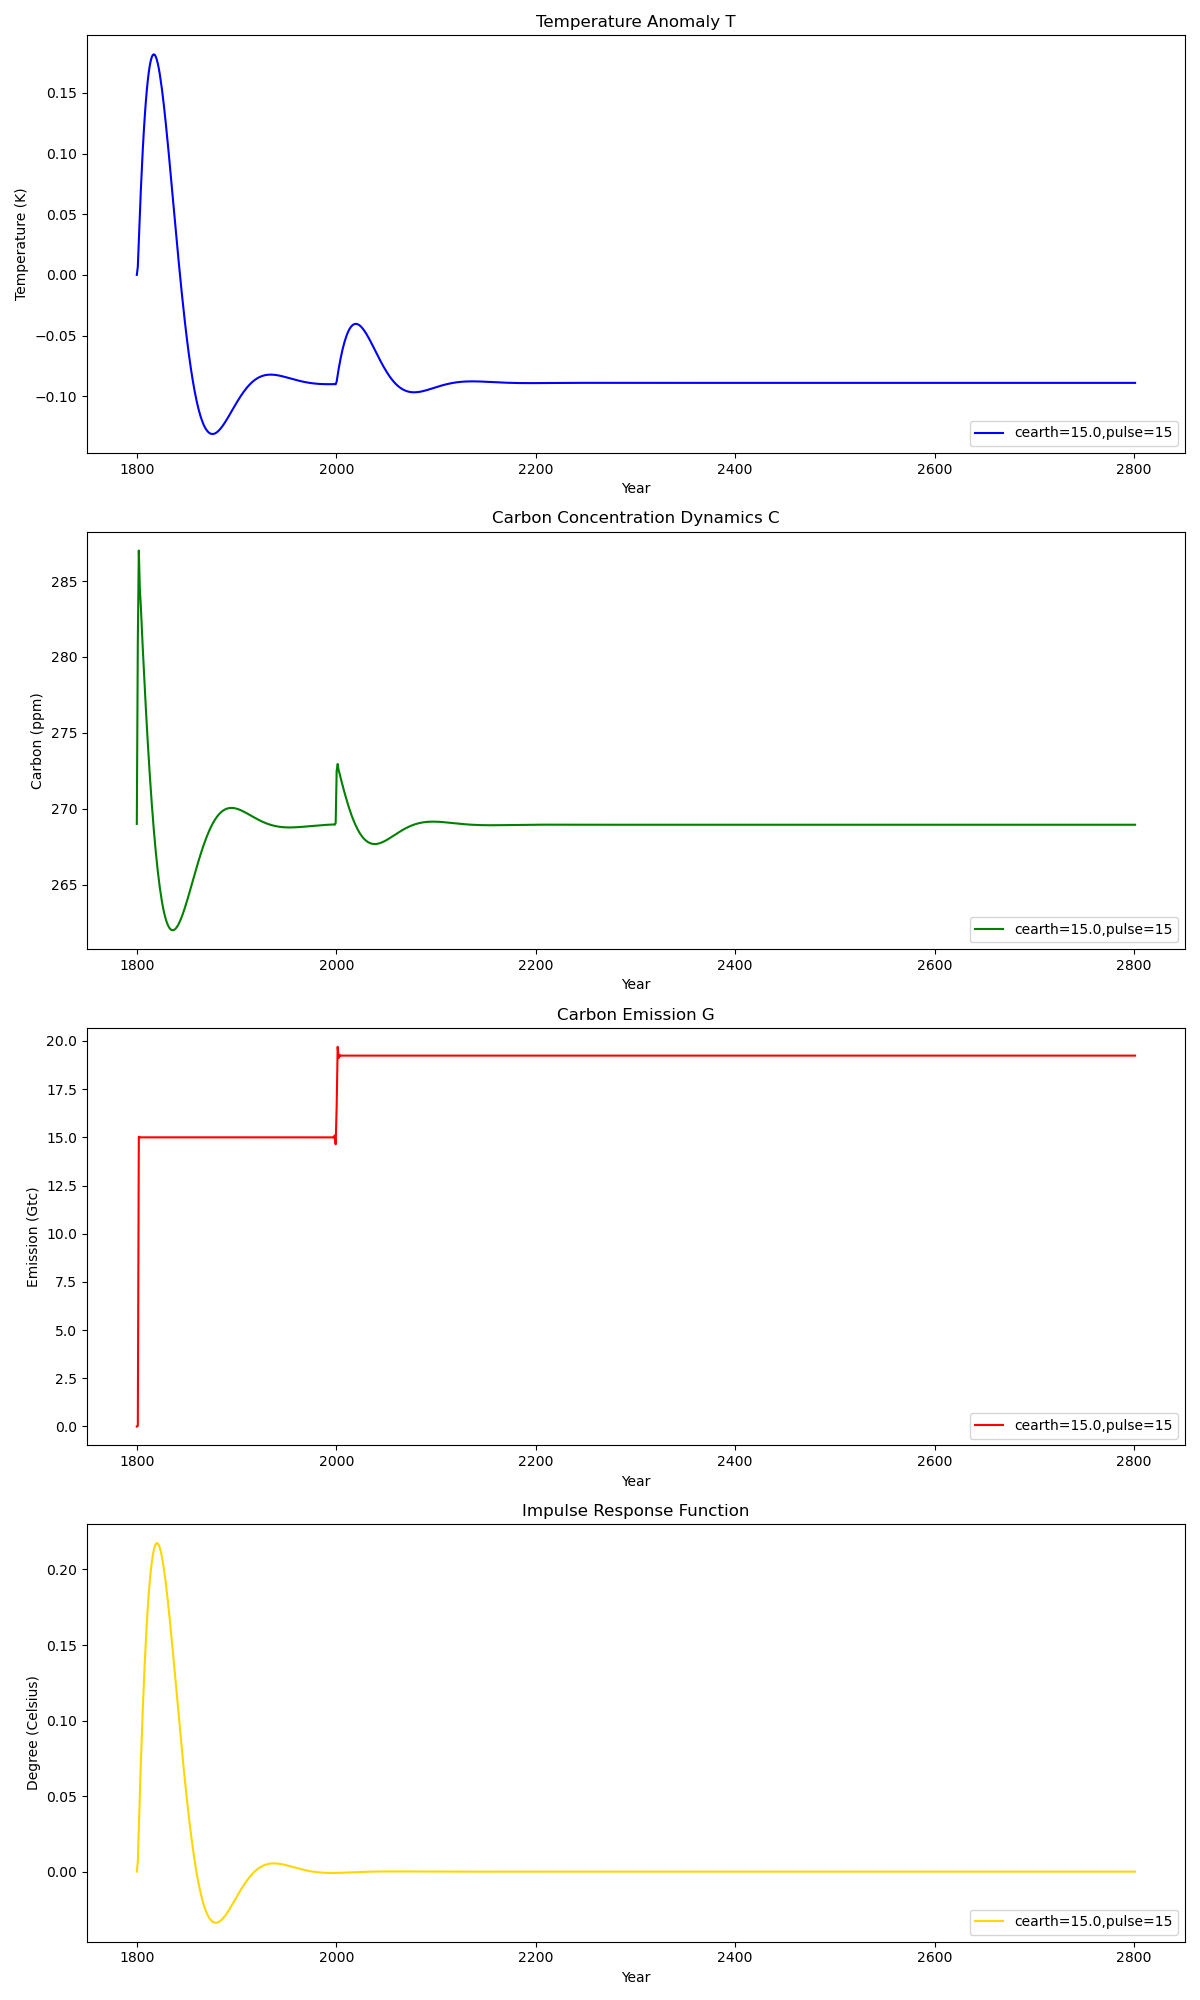 Temperature Anomaly T
Temperature (K)
0.15
0.10
0.05
0.00
−0.05
−0.10
cearth=15.0,pulse=15
1800 2000 2200 2400 2600 2800
Year
Carbon Concentration Dynamics C
Carbon (ppm)
285
280
275
270
265
cearth=15.0,pulse=15
1800 2000 2200 2400 2600 2800
Year
Carbon Emission G
Emission (Gtc)
20.0
17.5
15.0
12.5
10.0
7.5
5.0
2.5
0.0
cearth=15.0,pulse=15
1800 2000 2200 2400 2600 2800
Year
Impulse Response Function
Degree (Celsius)
0.20
0.15
0.10
0.05
0.00
cearth=15.0,pulse=15
1800 2000 2200 2400 2600 2800
Year